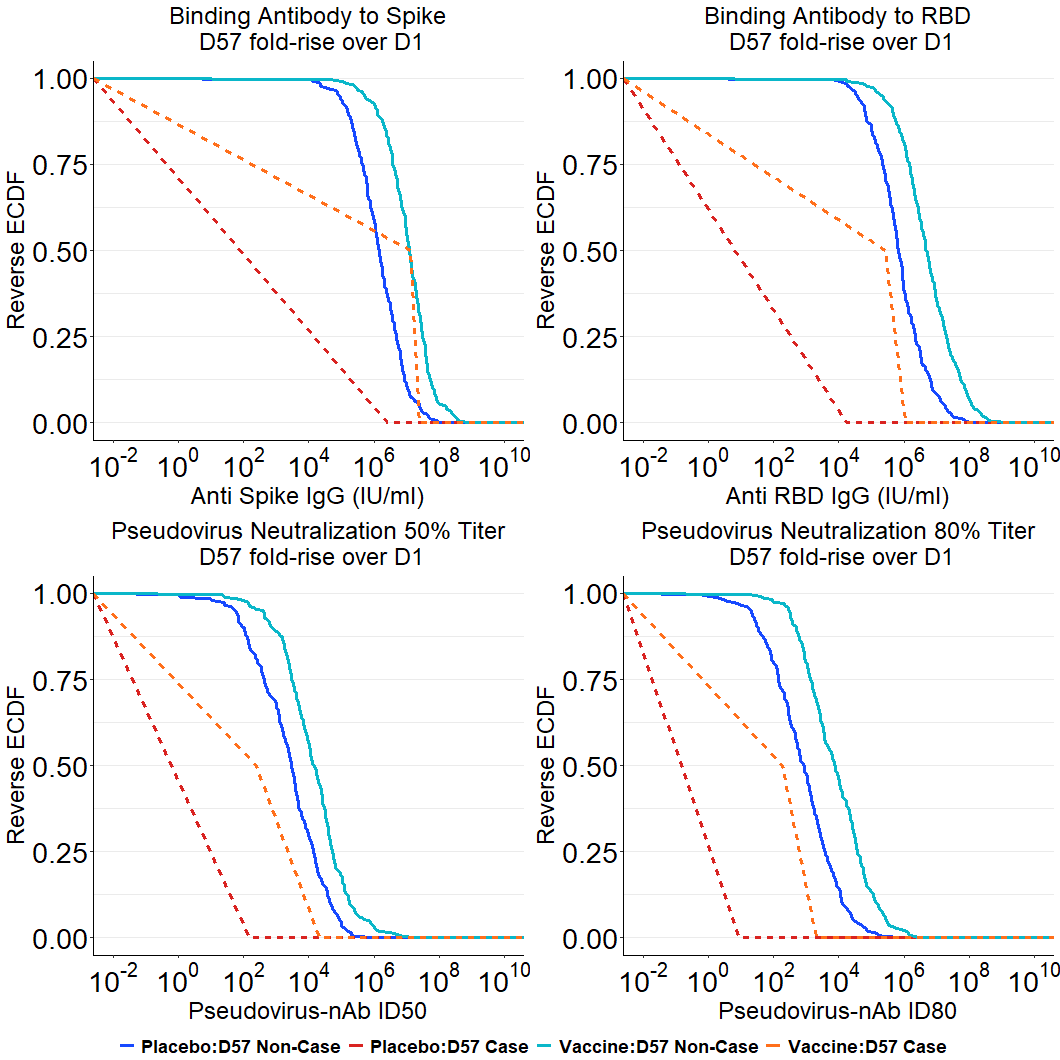 Binding Antibody to Spike
D57 fold-rise over D1
Reverse ECDF
1.00
0.75
0.50
0.25
0.00
10^-2 10^0 10^2 10^4 10^6 10^8 10^10
Anti Spike IgG (IU/ml)
Binding Antibody to RBD
D57 fold-rise over D1
Reverse ECDF
1.00
0.75
0.50
0.25
0.00
10^-2 10^0 10^2 10^4 10^6 10^8 10^10
Anti RBD IgG (IU/ml)
Pseudovirus Neutralization 50% Titer
D57 fold-rise over D1
Reverse ECDF
1.00
0.75
0.50
0.25
0.00
10^-2 10^0 10^2 10^4 10^6 10^8 10^10
Pseudovirus-nAb ID50
Pseudovirus Neutralization 80% Titer
D57 fold-rise over D1
Reverse ECDF
1.00
0.75
0.50
0.25
0.00
10^-2 10^0 10^2 10^4 10^6 10^8 10^10
Pseudovirus-nAb ID80
Placebo:D57 Non-Case Placebo:D57 Case Vaccine:D57 Non-Case Vaccine:D57 Case